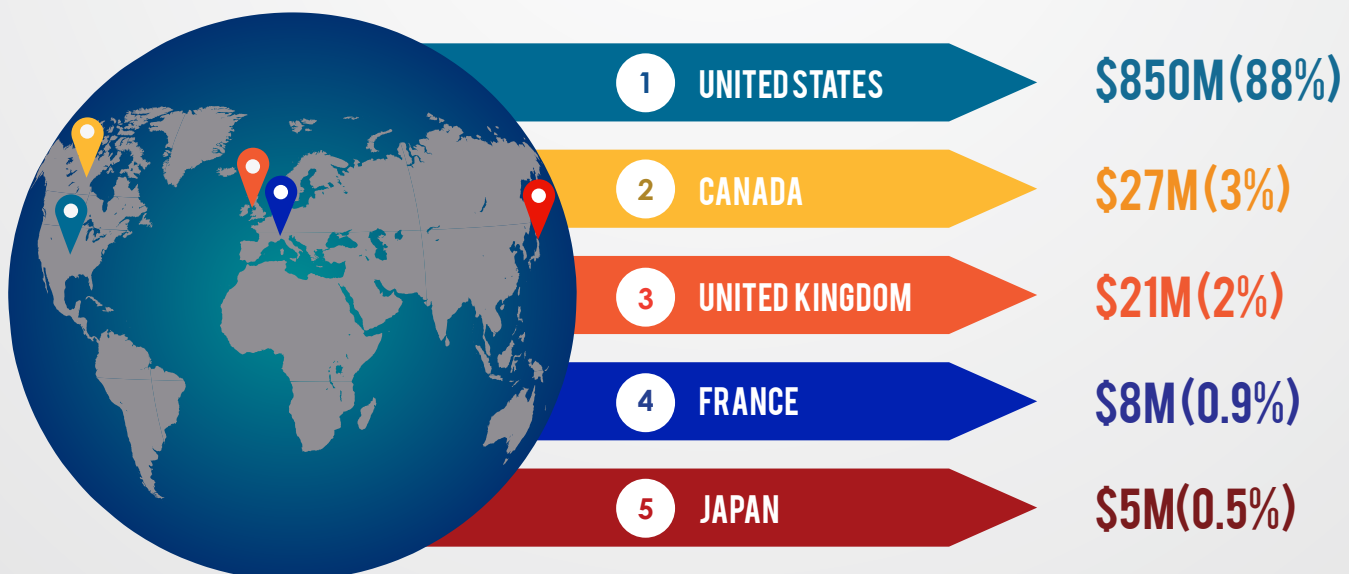 1 UNITED STATES $850M (88%)
2 CANADA $27M (3%)
3 UNITED KINGDOM $21M (2%)
4 FRANCE $8M (0.9%)
5 JAPAN $5M (0.5%)